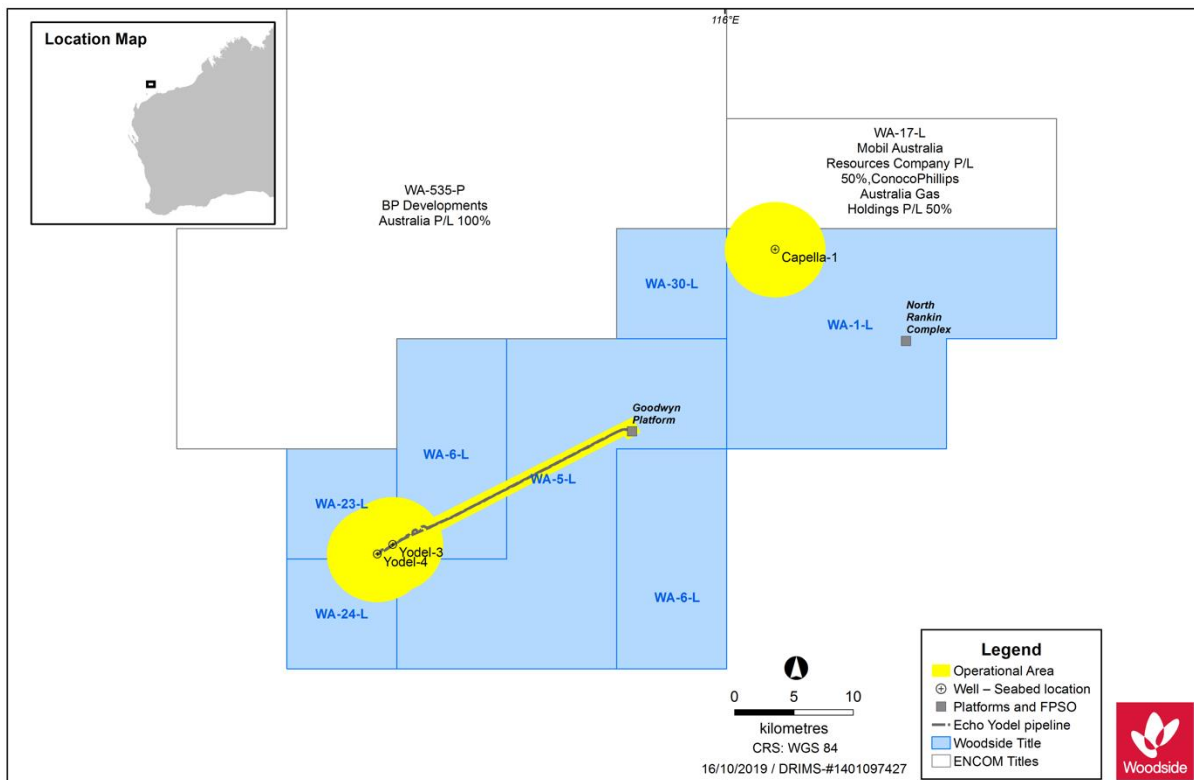 Location Map
116°E
WA-17-L
Mobil Australia
Resources Company P/L
50%,ConocoPhillips
Australia Gas
Holdings P/L 50%
WA-535-P
BP Developments
Australia P/L 100%
Capella-1
WA-30-L
North
Rankin
Complex
WA-1-L
Goodwyn
Platform
WA-6-L
WA-5-L
WA-23-L
Yodel-3
Yodel-4
WA-24-L
WA-6-L
0 5 10
kilometres
CRS: WGS 84
16/10/2019 / DRIMS-#1401097427
Legend
Operational Area
Well – Seabed location
Platforms and FPSO
Echo Yodel pipeline
Woodside Title
ENCOM Titles
Woodside